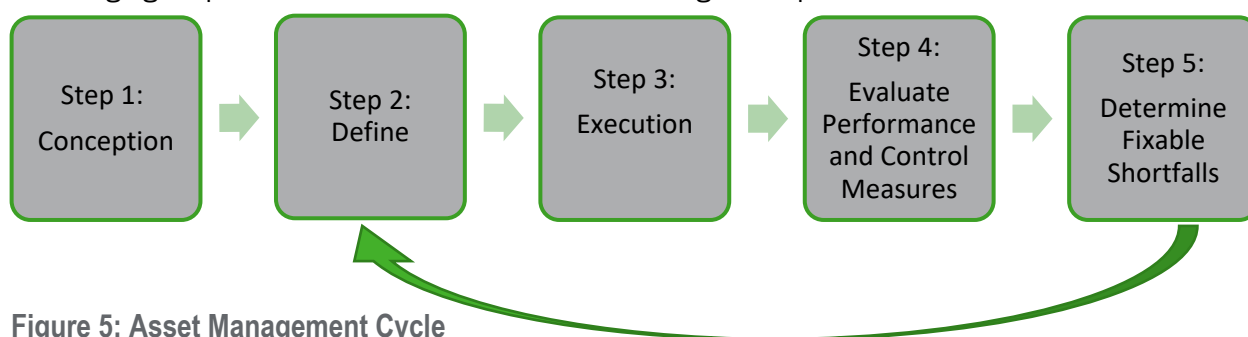 Step 1:
Conception
Step 2:
Define
Step 3:
Execution
Step 4:
Evaluate
Performance
and Control
Measures
Step 5:
Determine
Fixable
Shortfalls
Figure 5: Asset Management Cycle